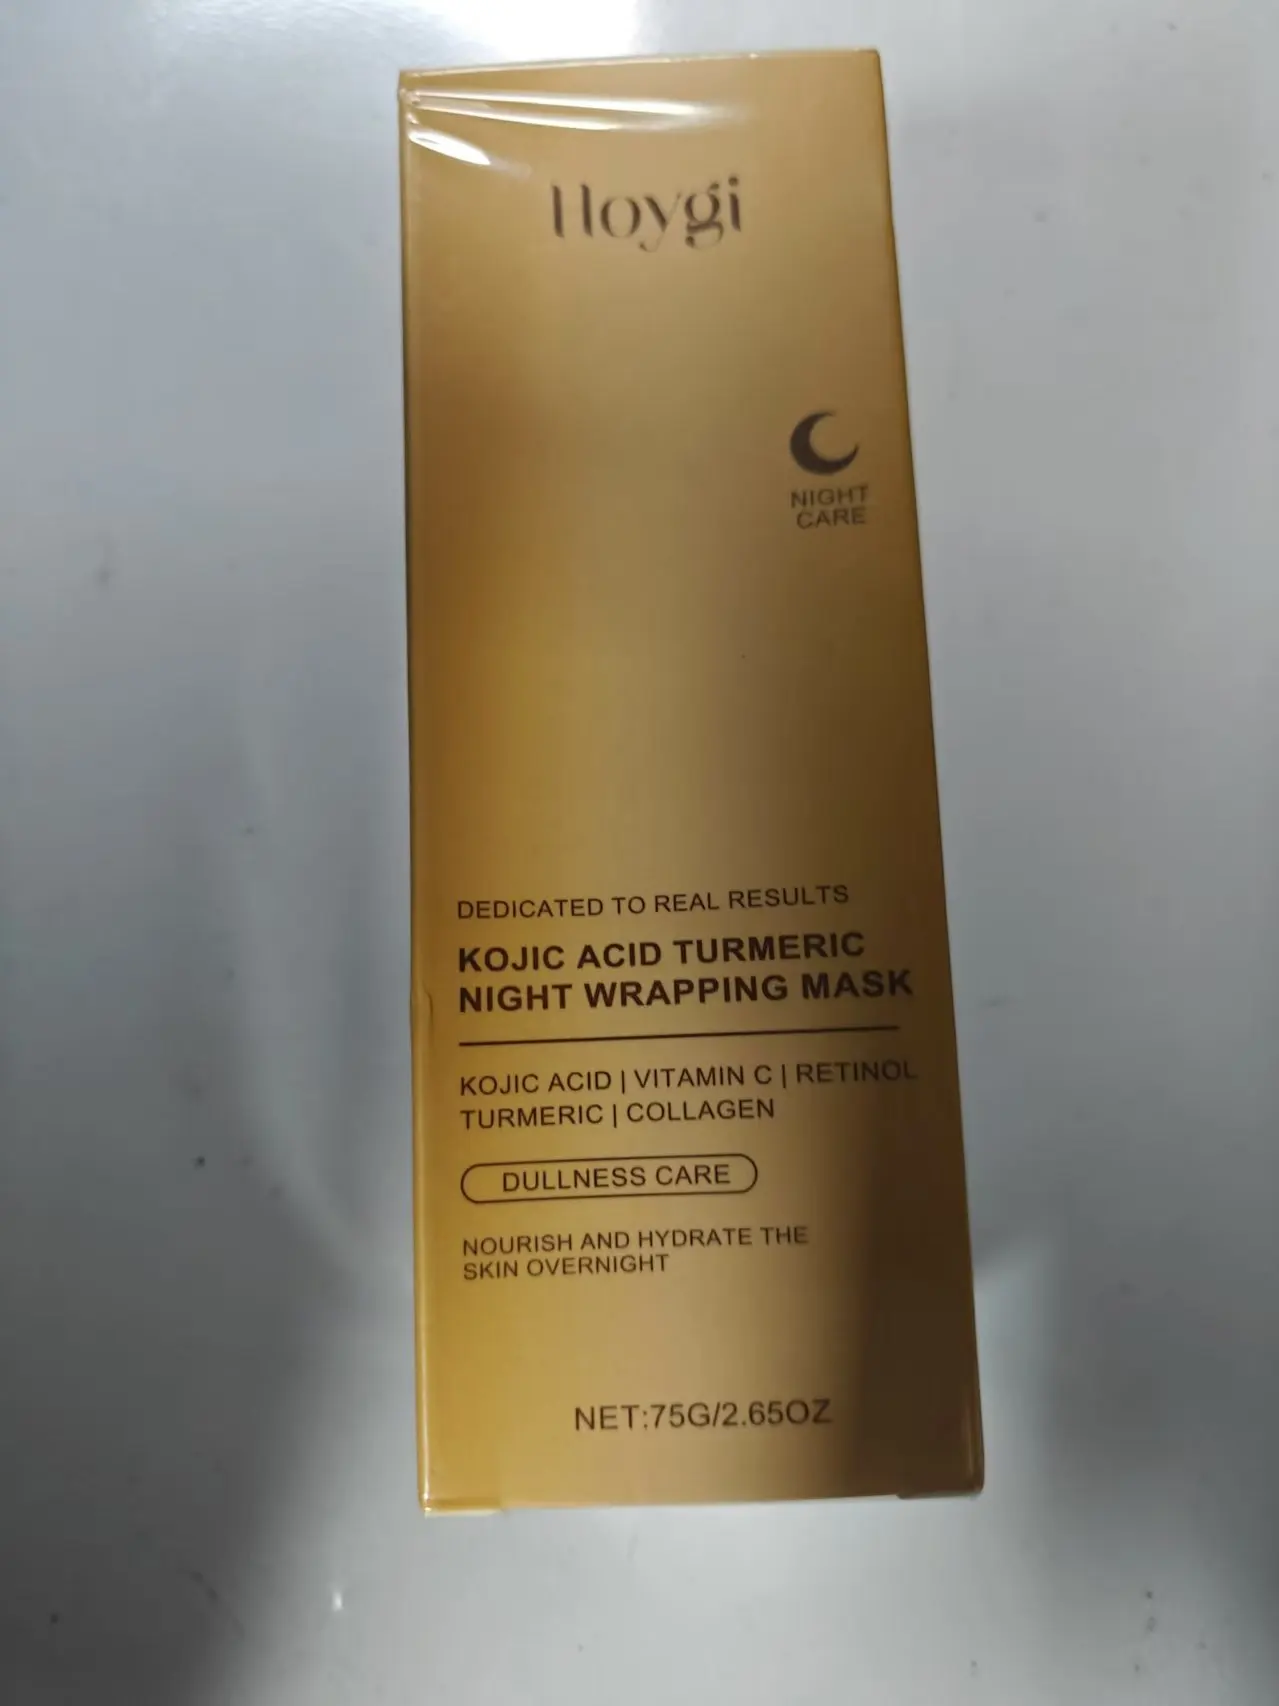 Hoygi
NIGHT
CARE
DEDICATED TO REAL RESULTS
KOJIC ACID TURMERIC
NIGHT WRAPPING MASK
KOJIC ACID | VITAMIN C | RETINOL
TURMERIC | COLLAGEN
DULLNESS CARE
NOURISH AND HYDRATE THE
SKIN OVERNIGHT
NET:75G/2.65OZ